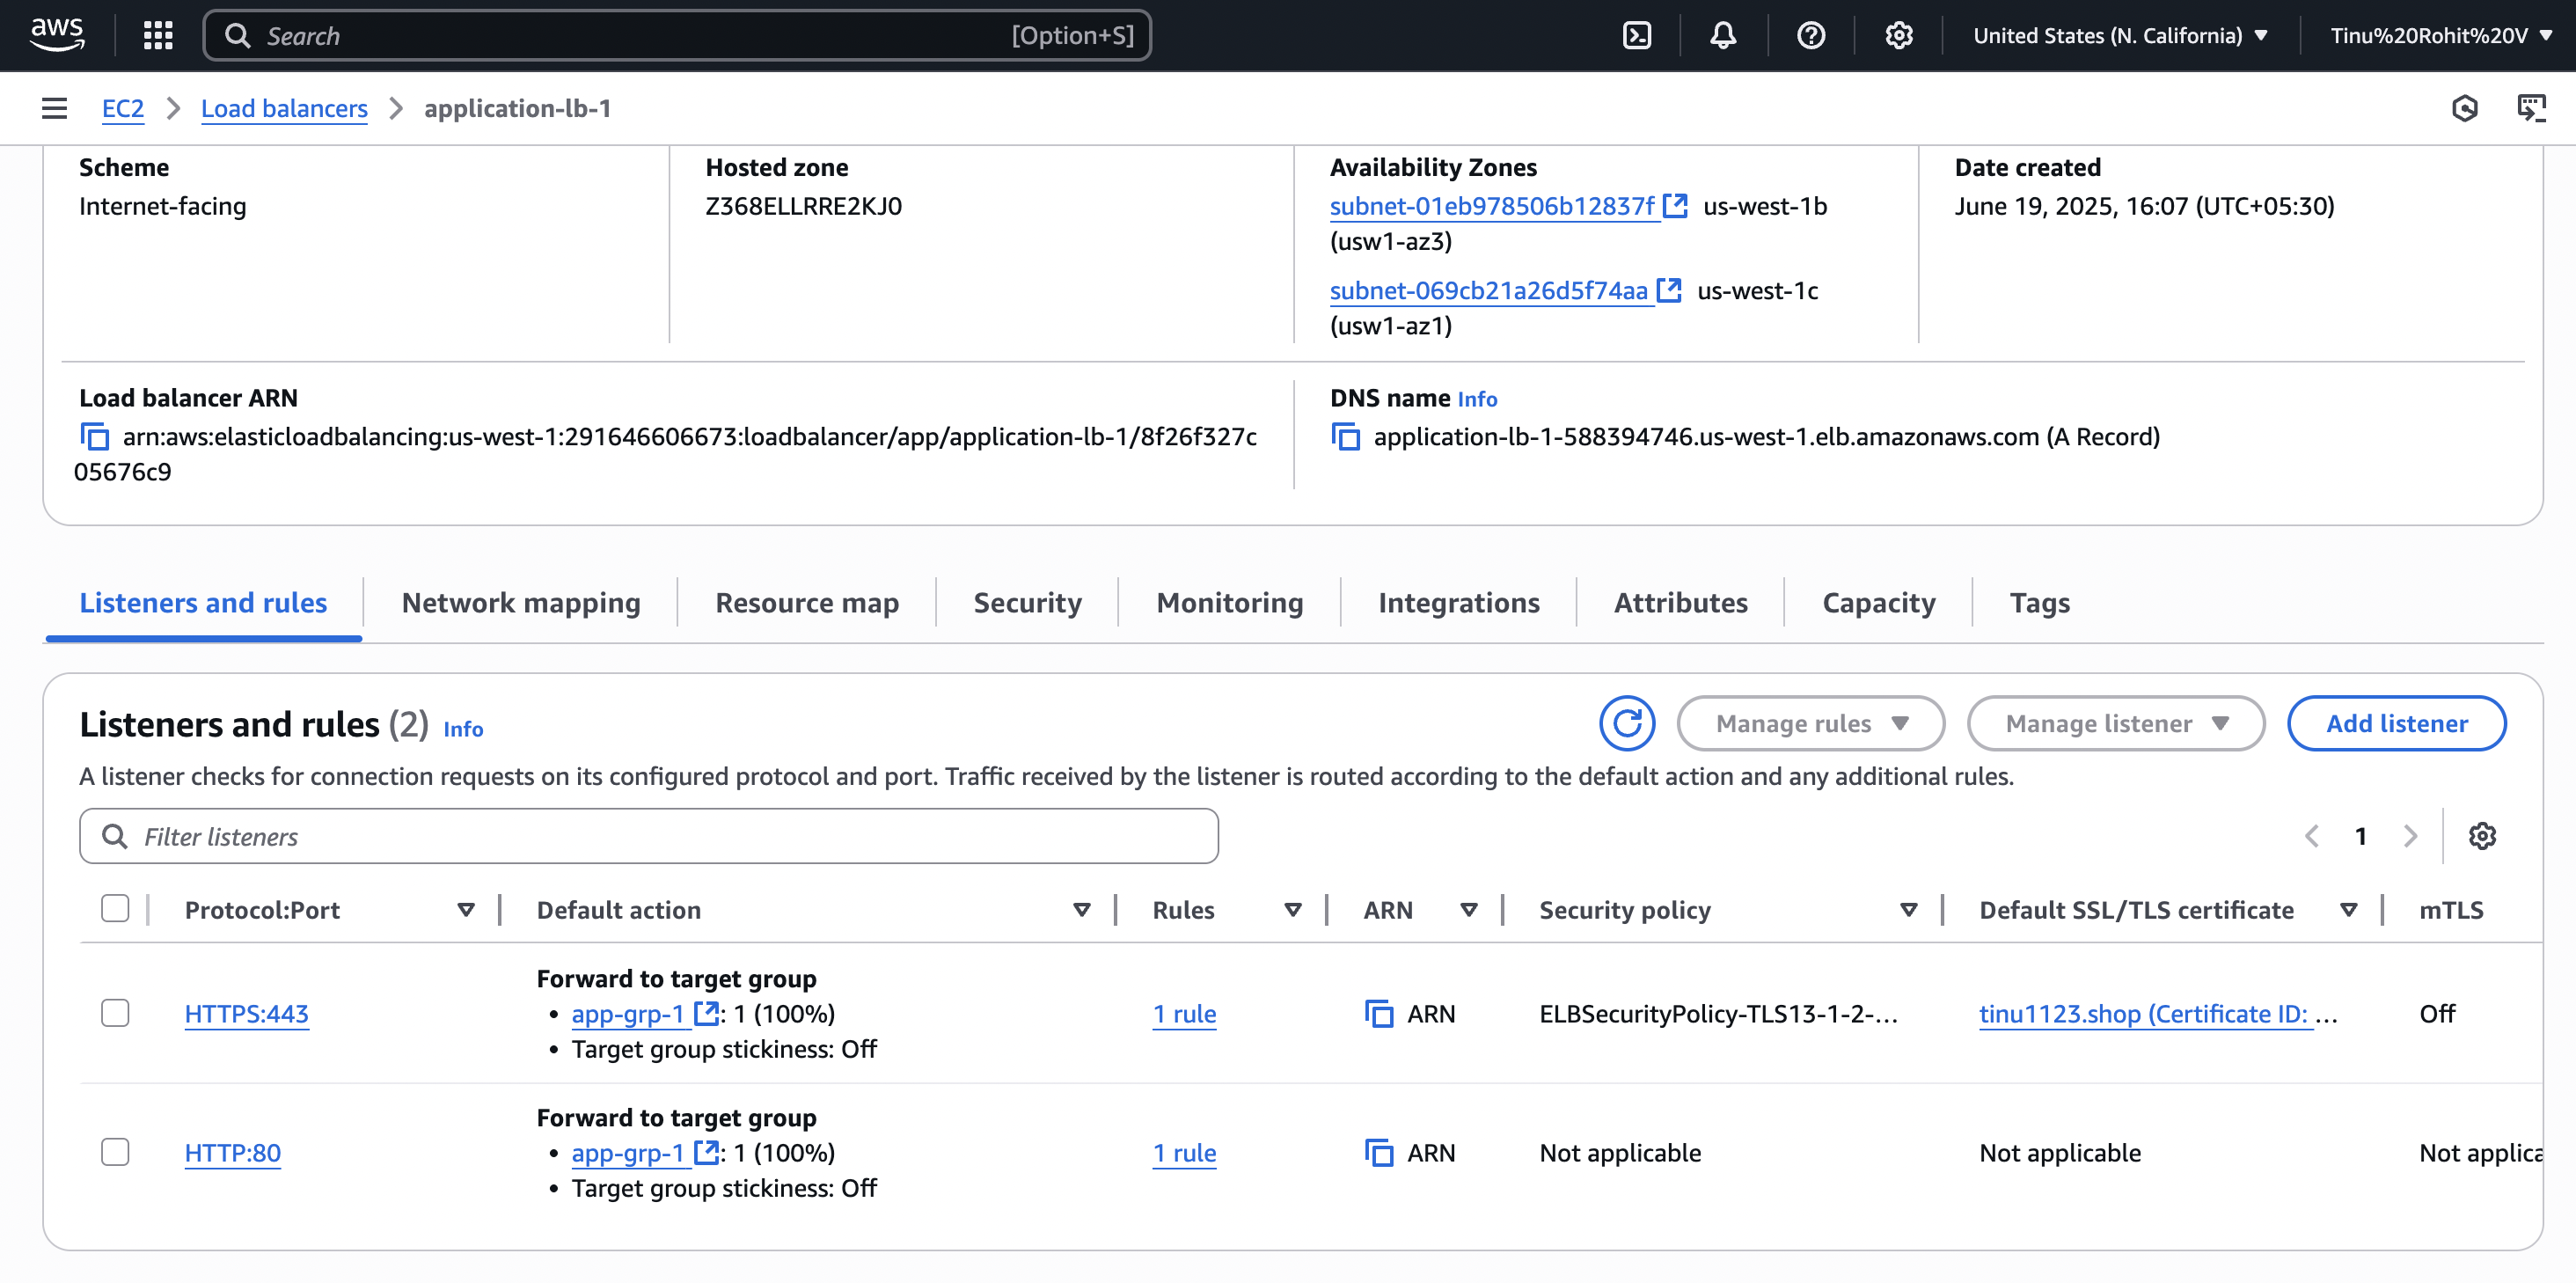 aws
Search [Option+S] United States (N. California) Tinu%20Rohit%20V
EC2 Load balancers application-lb-1
Scheme
Internet-facing
Hosted zone
Z368ELLRRE2KJ0
Availability Zones
subnet-01eb978506b12837f us-west-1b
(usw1-az3)
subnet-069cb21a26d5f74aa us-west-1c
(usw1-az1)
Date created
June 19, 2025, 16:07 (UTC+05:30)
Load balancer ARN
arn:aws:elasticloadbalancing:us-west-1:291646606673:loadbalancer/app/application-lb-1/8f26f327c
05676c9
DNS name Info
application-lb-1-588394746.us-west-1.elb.amazonaws.com (A Record)
Listeners and rules Network mapping Resource map Security Monitoring Integrations Attributes Capacity Tags
Listeners and rules (2) Info
Manage rules Manage listener Add listener
A listener checks for connection requests on its configured protocol and port. Traffic received by the listener is routed according to the default action and any additional rules.
Filter listeners
1
Protocol:Port Default action Rules ARN Security policy Default SSL/TLS certificate mTLS
Forward to target group
HTTPS:443 • app-grp-1 : 1 (100%) 1 rule ARN ELBSecurityPolicy-TLS13-1-2-... tinu1123.shop (Certificate ID: ... Off
• Target group stickiness: Off
Forward to target group
HTTP:80 • app-grp-1 : 1 (100%) 1 rule ARN Not applicable Not applicable Not applica
• Target group stickiness: Off